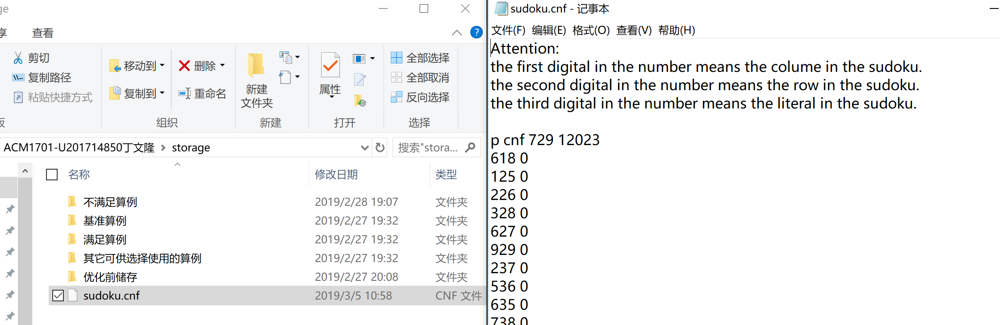 ge
享
查看
剪切
复制路径
粘贴快捷方式
移动到
复制到
删除
重命名
组织
新建
文件夹
新建
属性
打开
全部选择
全部取消
反向选择
选择
ACM1701-U201714850丁文隆 > storage
搜索"stora...
名称 修改日期 类型
不满足算例 2019/2/28 19:07 文件夹
基准算例 2019/2/27 19:32 文件夹
满足算例 2019/2/27 19:32 文件夹
其它可供选择使用的算例 2019/2/27 19:32 文件夹
优化前储存 2019/2/27 20:08 文件夹
sudoku.cnf 2019/3/5 10:58 CNF 文件
sudoku.cnf - 记事本
文件(F) 编辑(E) 格式(O) 查看(V) 帮助(H)
Attention:
the first digital in the number means the colume in the sudoku.
the second digital in the number means the row in the sudoku.
the third digital in the number means the literal in the sudoku.
p cnf 729 12023
618 0
125 0
226 0
328 0
627 0
929 0
237 0
536 0
635 0
738 0